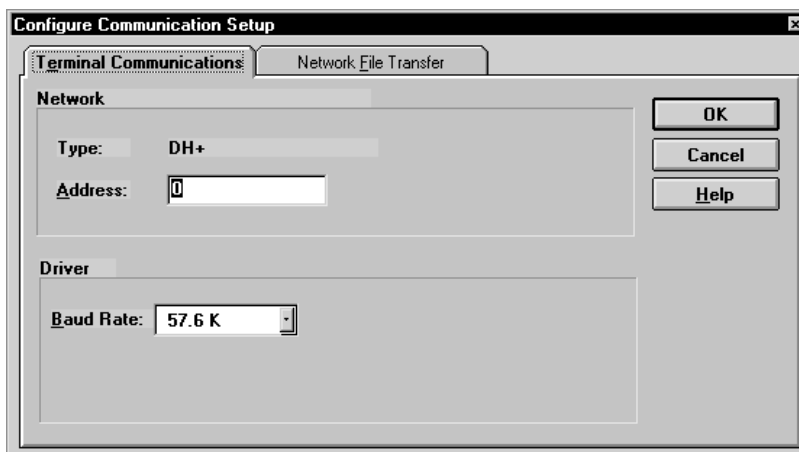 Configure Communication Setup
Terminal Communications
Network File Transfer
Network
Type: DH+
Address: 0
OK
Cancel
Help
Driver
Baud Rate: 57.6 K